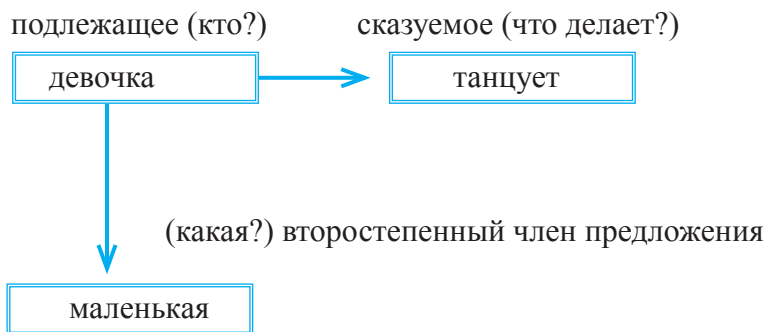 подлежащее (кто?) сказуемое (что делает?)
девочка танцует
(какая?) второстепенный член предложения
маленькая